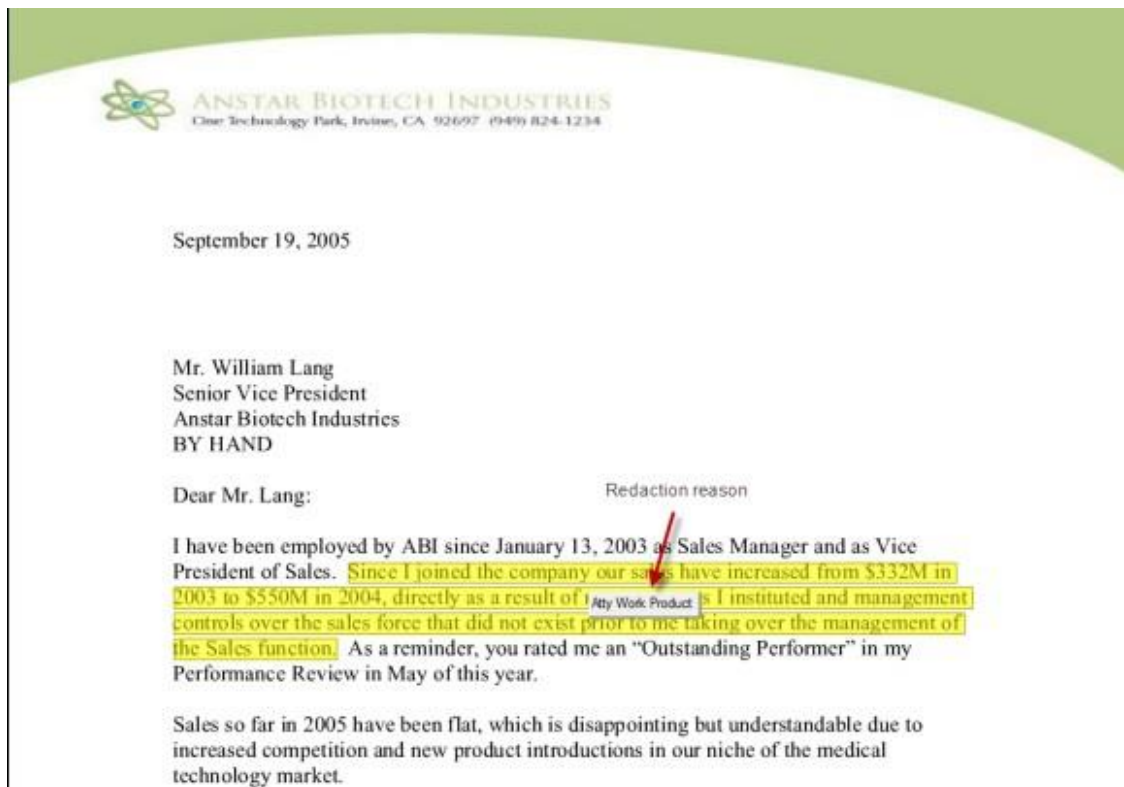 ANSTAR BIOTECH INDUSTRIES
One Technology Park, Irvine, CA 92697 (949) 824-1234
September 19, 2005
Mr. William Lang
Senior Vice President
Anstar Biotech Industries
BY HAND
Dear Mr. Lang:
Redaction reason
I have been employed by ABI since January 13, 2003 as Sales Manager and as Vice
President of Sales. Since I joined the company our sales have increased from $332M in
2003 to $550M in 2004, directly as a result of Atty Work Product s I instituted and management
controls over the sales force that did not exist prior to me taking over the management of
the Sales function. As a reminder, you rated me an “Outstanding Performer” in my
Performance Review in May of this year.
Sales so far in 2005 have been flat, which is disappointing but understandable due to
increased competition and new product introductions in our niche of the medical
technology market.